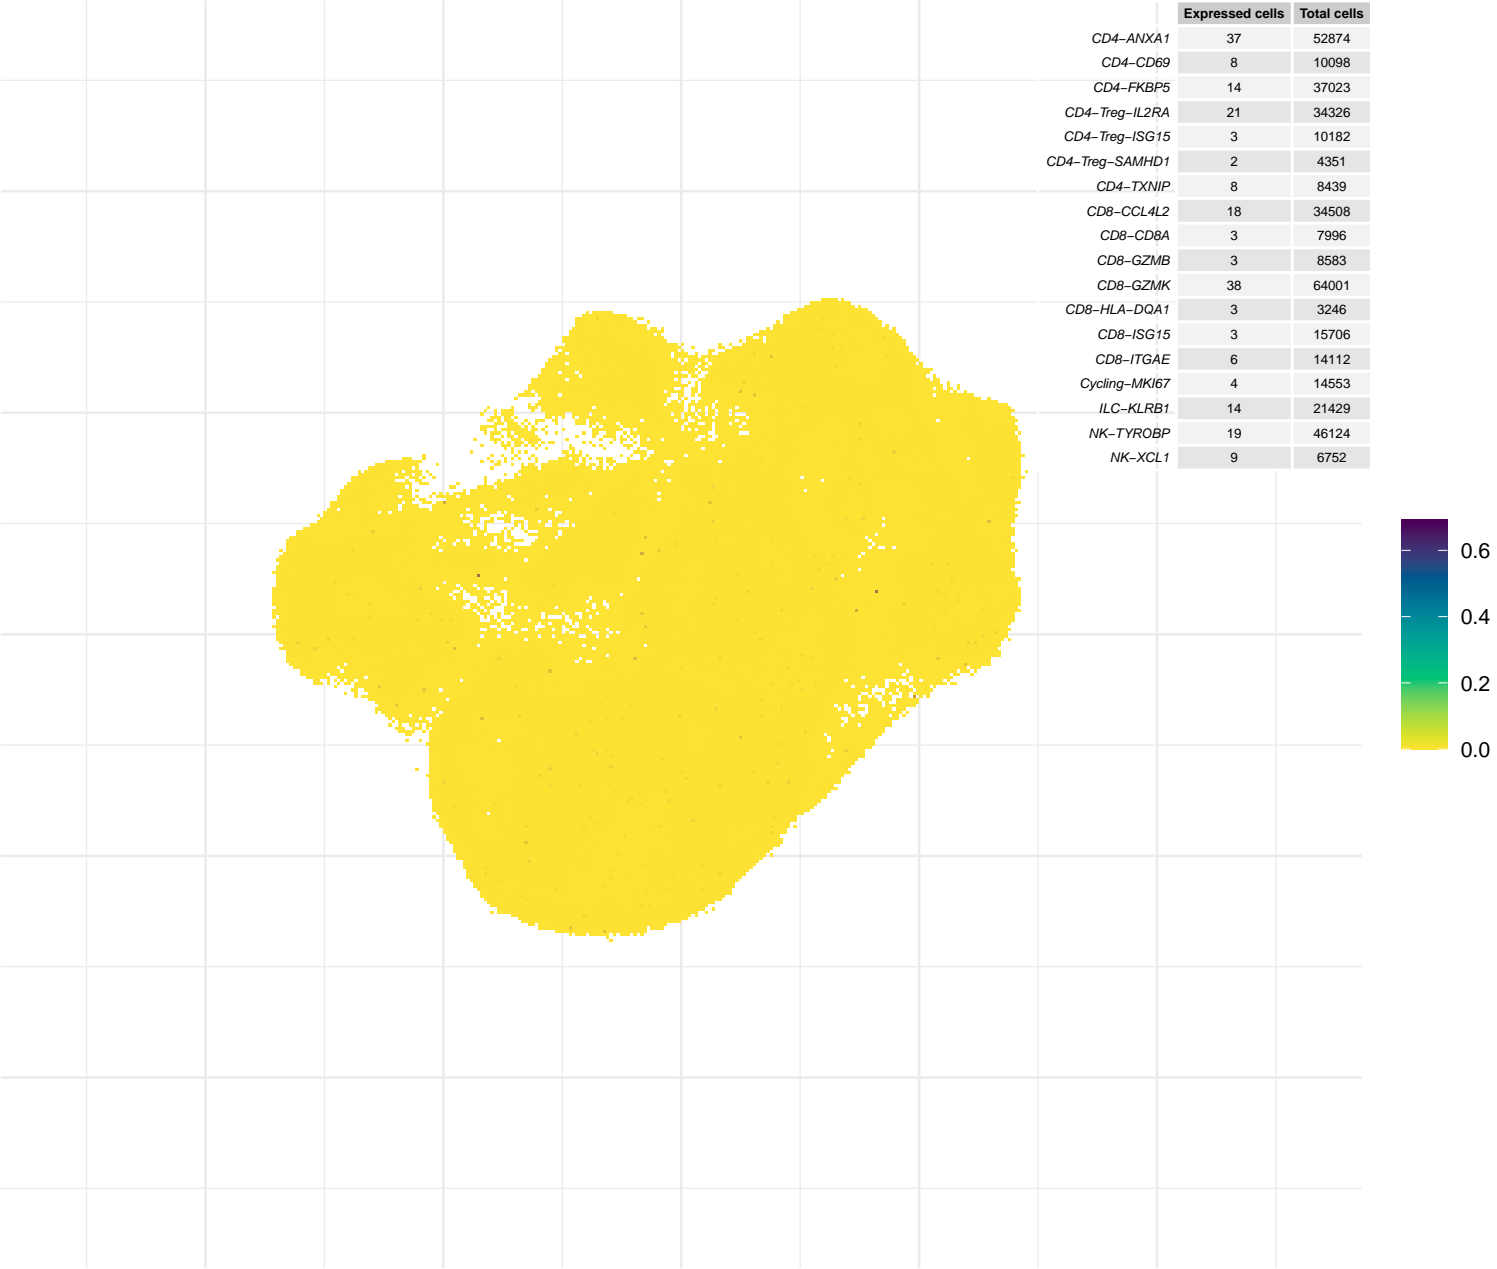 Expressed cells Total cells
CD4−ANXA1 37 52874
CD4−CD69 8 10098
CD4−FKBP5 14 37023
CD4−Treg−IL2RA 21 34326
CD4−Treg−ISG15 3 10182
CD4−Treg−SAMHD1 2 4351
CD4−TXNIP 8 8439
CD8−CCL4L2 18 34508
CD8−CD8A 3 7996
CD8−GZMB 3 8583
CD8−GZMK 38 64001
CD8−HLA−DQA1 3 3246
CD8−ISG15 3 15706
CD8−ITGAE 6 14112
Cycling−MKI67 4 14553
ILC−KLRB1 14 21429
NK−TYROBP 19 46124
NK−XCL1 9 6752
0.6
0.4
0.2
0.0